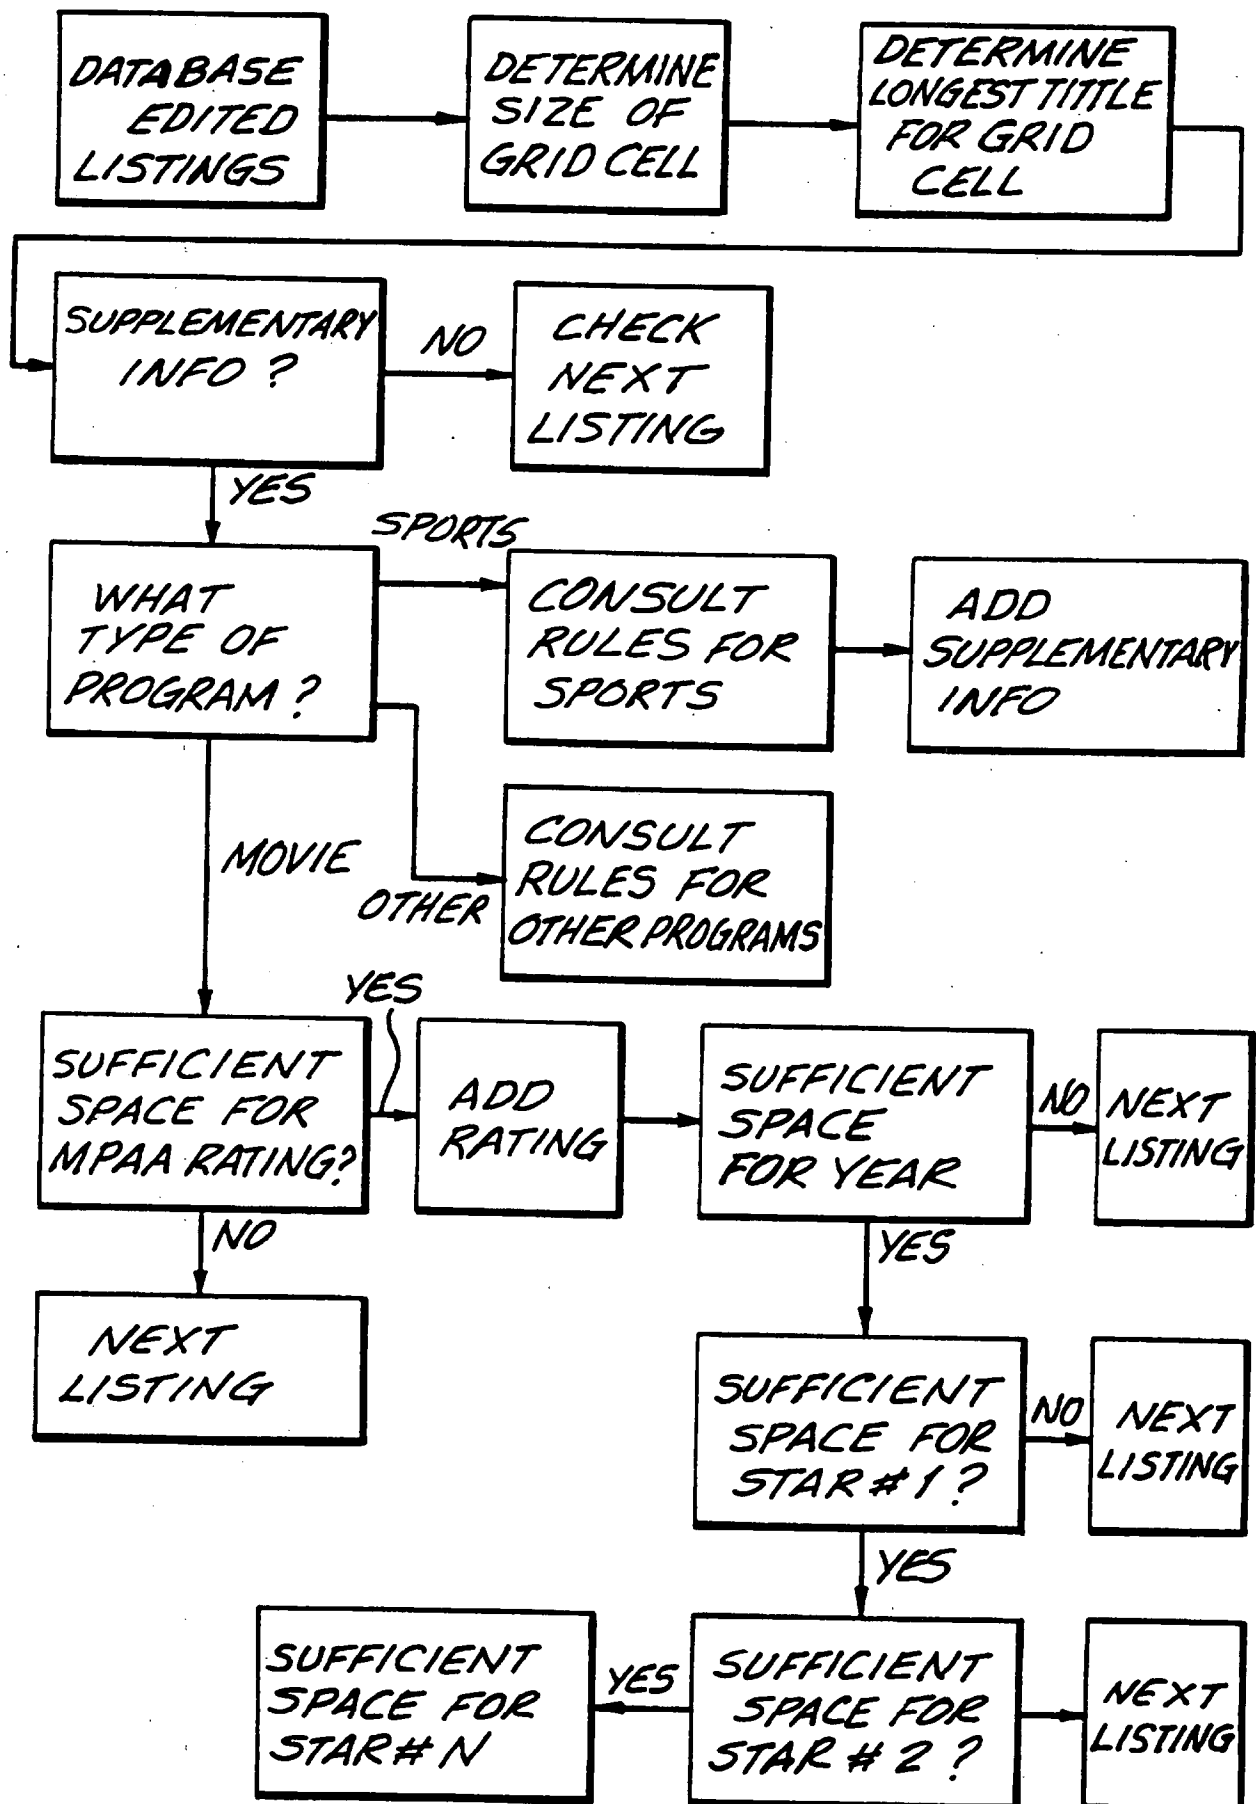 DATABASE
EDITED
LISTINGS
DETERMINE
SIZE OF
GRID CELL
DETERMINE
LONGEST TITTLE
FOR GRID
CELL
SUPPLEMENTARY
INFO ?
NO
CHECK
NEXT
LISTING
YES
WHAT
TYPE OF
PROGRAM ?
SPORTS
CONSULT
RULES FOR
SPORTS
ADD
SUPPLEMENTARY
INFO
MOVIE
OTHER
CONSULT
RULES FOR
OTHER PROGRAMS
SUFFICIENT
SPACE FOR
MPAA RATING?
YES
ADD
RATING
SUFFICIENT
SPACE
FOR YEAR
NO
NEXT
LISTING
NO
NEXT
LISTING
YES
SUFFICIENT
SPACE FOR
STAR # 1 ?
NO
NEXT
LISTING
YES
SUFFICIENT
SPACE FOR
STAR # 2 ?
NEXT
LISTING
YES
SUFFICIENT
SPACE FOR
STAR # N